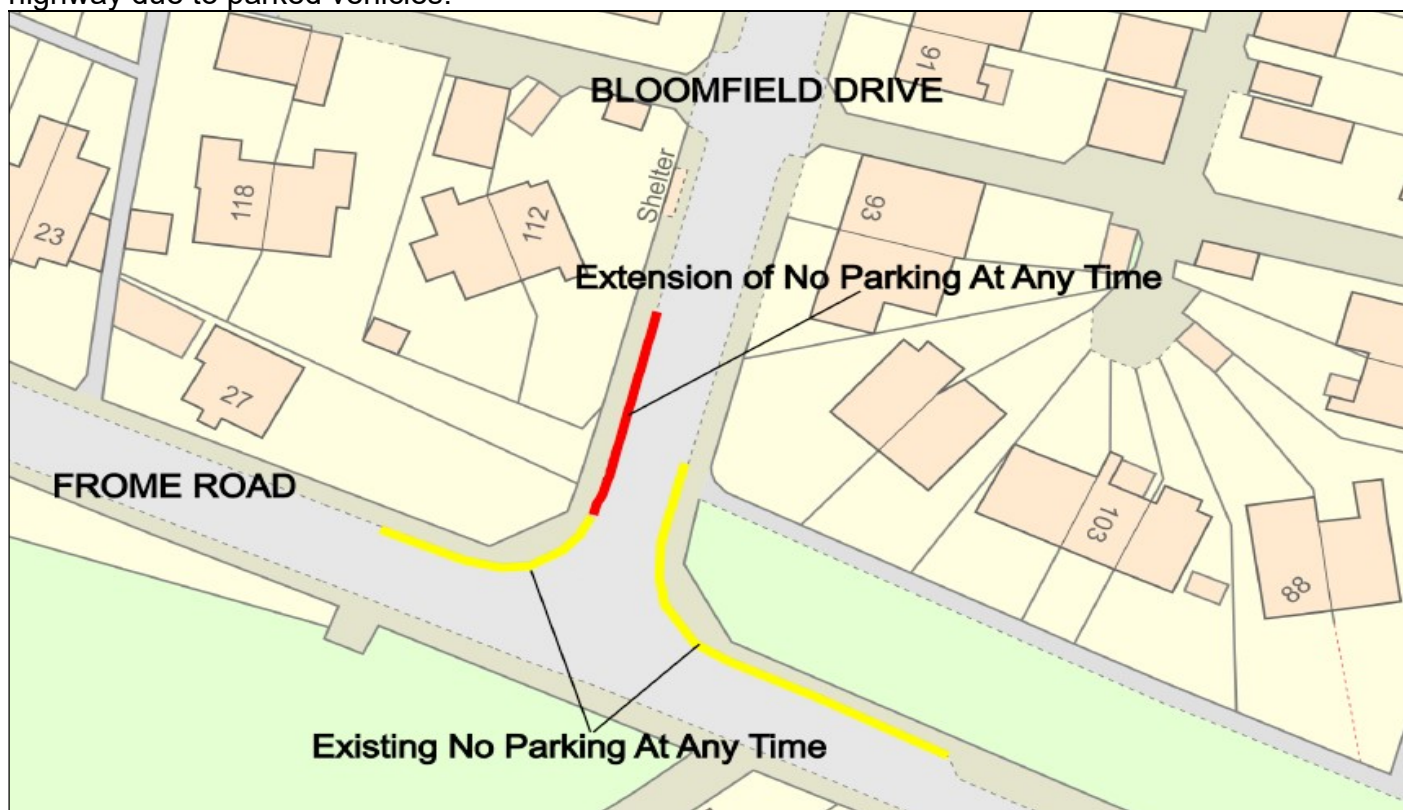 highway due to parked vehicles.
BLOOMFIELD DRIVE
91
118
Shelter
112
93
23
Extension of No Parking At Any Time
27
FROME ROAD
103
88
Existing No Parking At Any Time